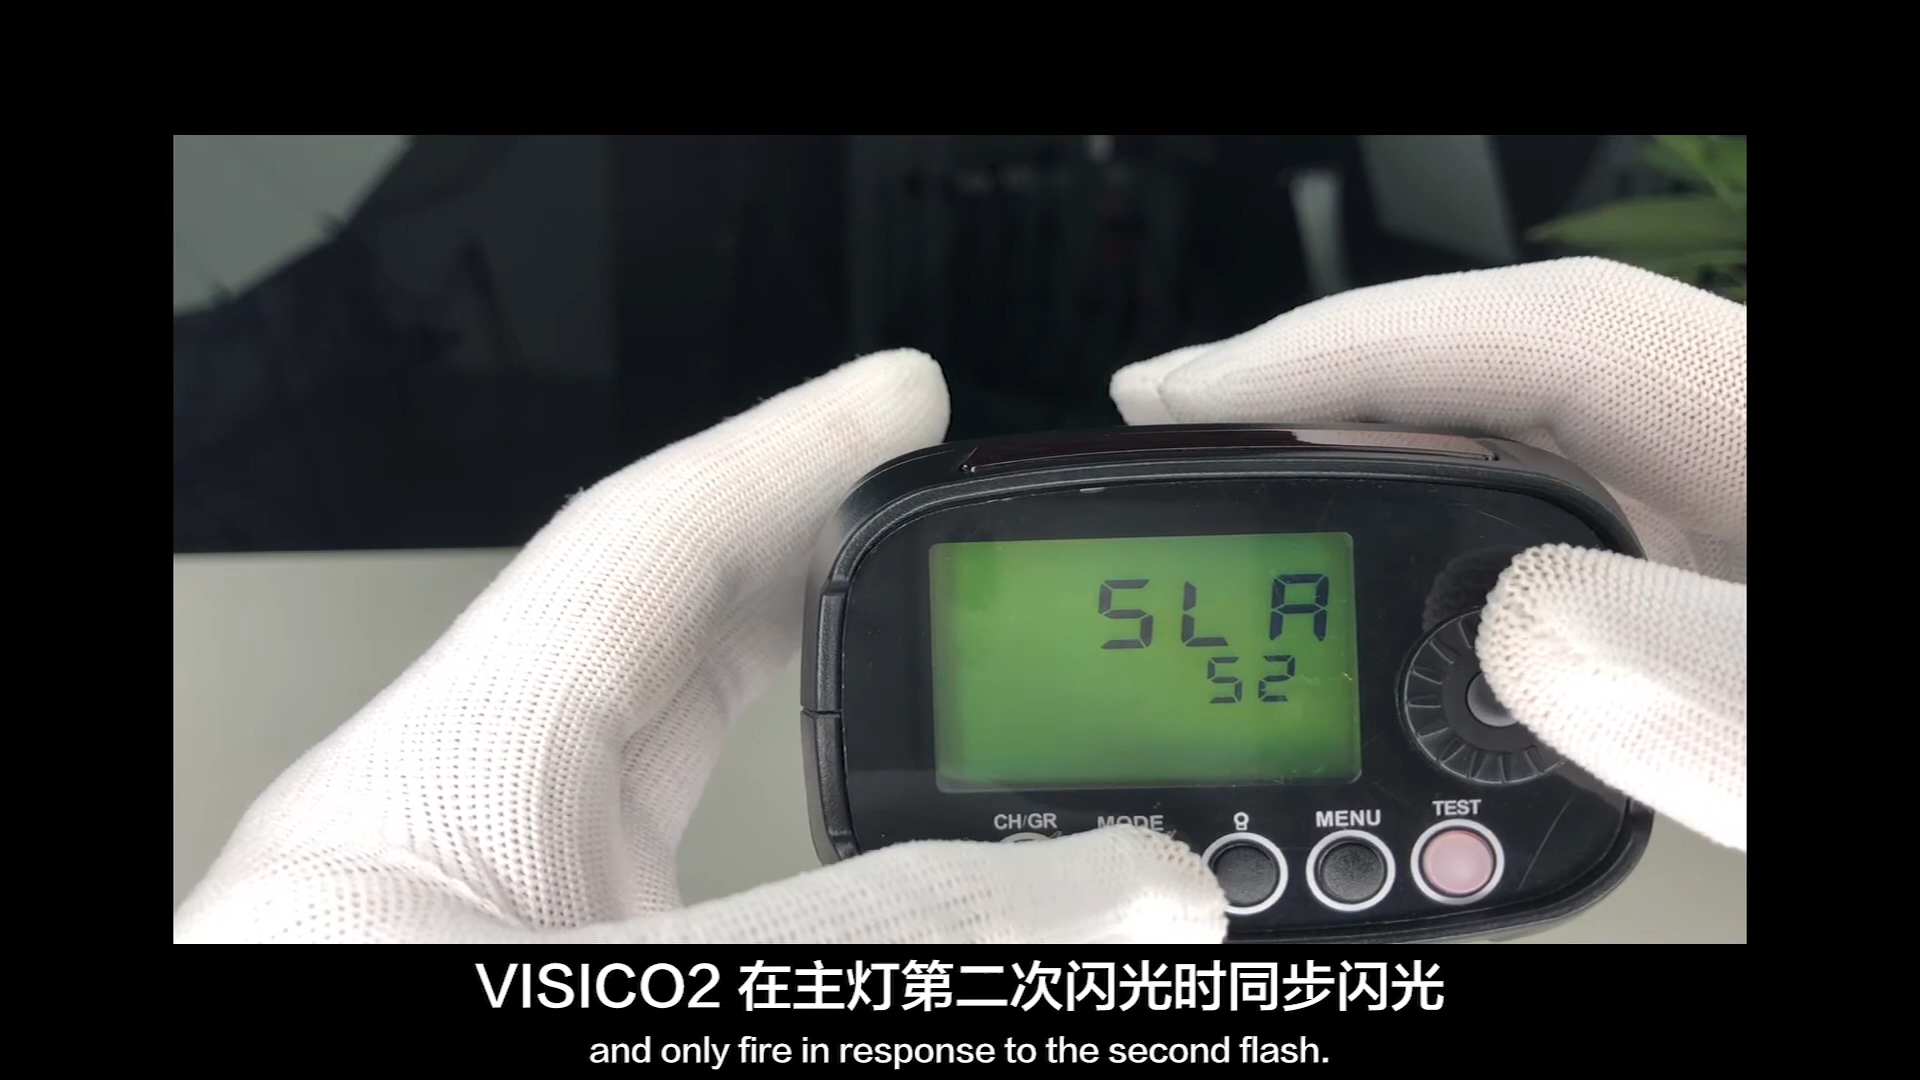 SLA
S2
CH/GR MODE MENU TEST
VISICO2 在主灯第二次闪光时同步闪光
and only fire in response to the second flash.